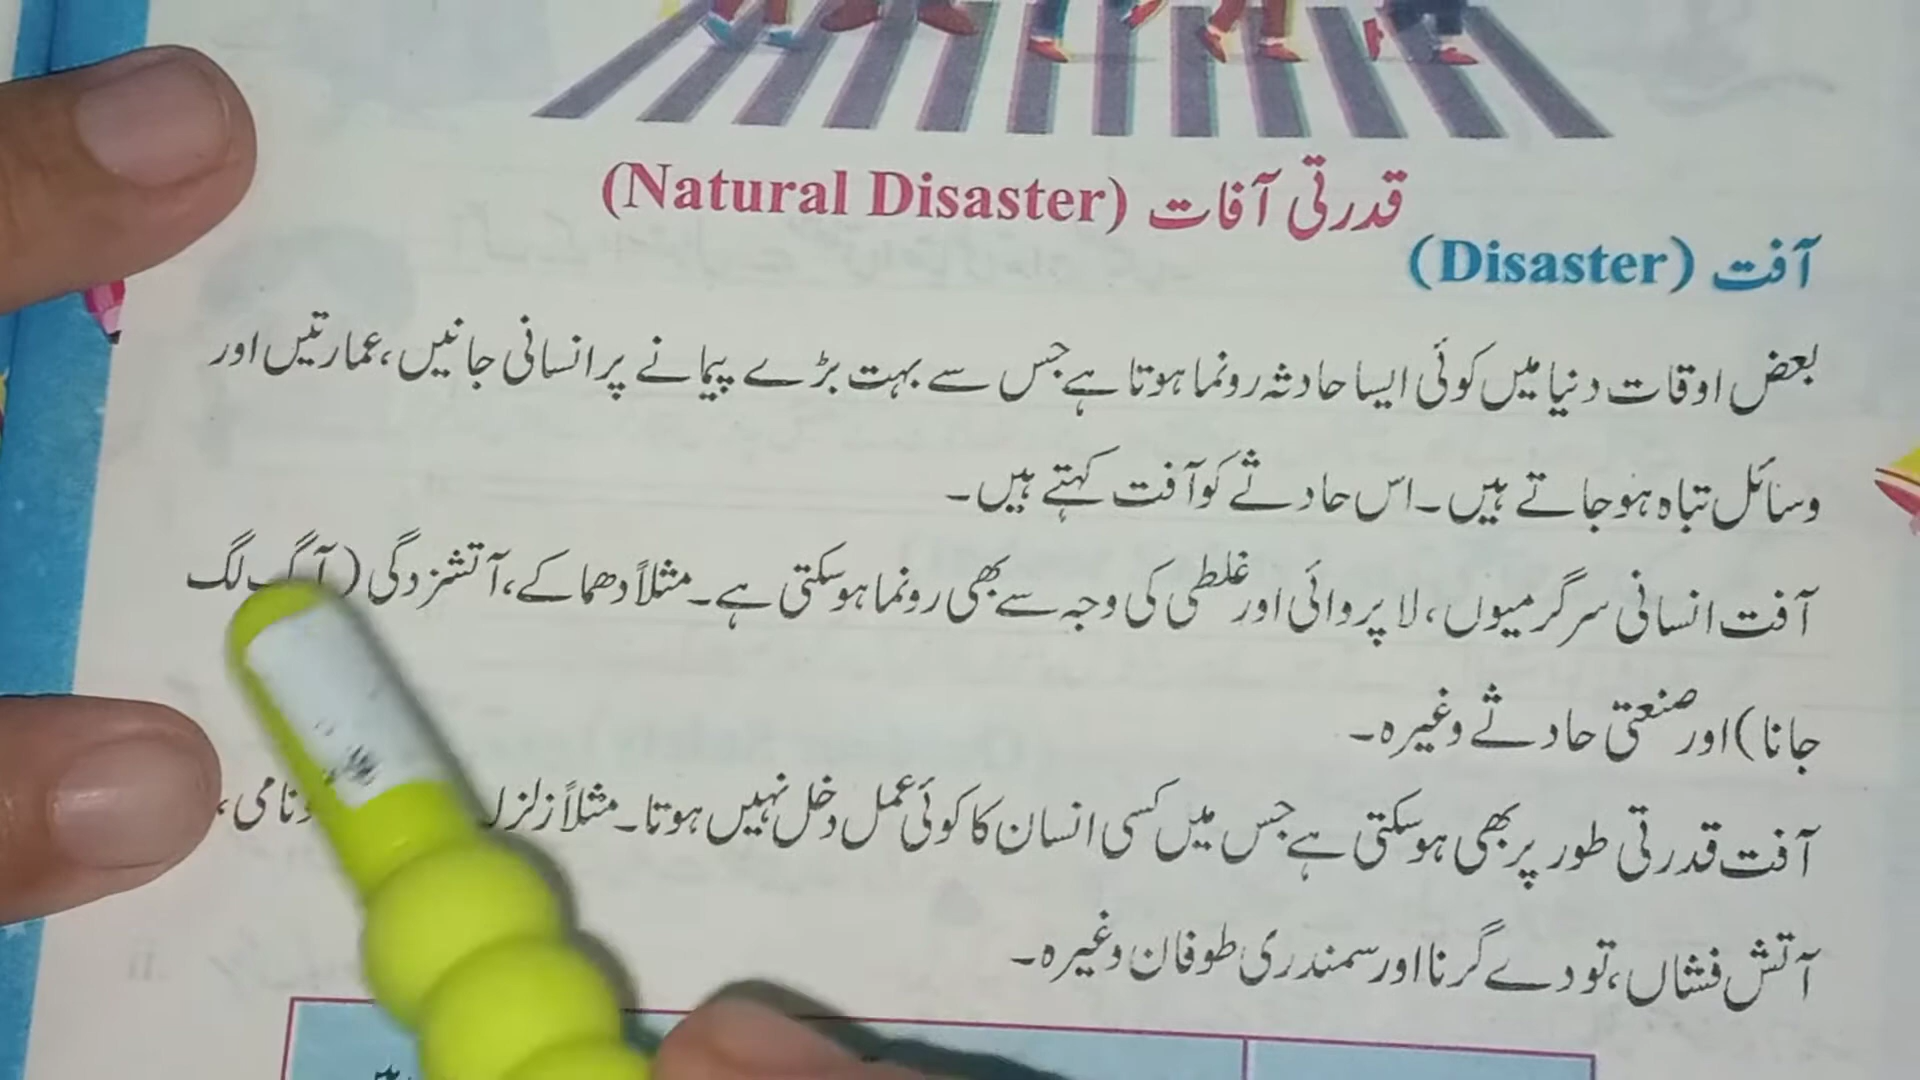 قدرتی آفات (Natural Disaster)
آفت (Disaster)
بعض اوقات دنیا میں کوئی ایسا حادثہ رونما ہوتا ہے جس سے بہت بڑے پیمانے پر انسانی جانیں، عمارتیں اور
وسائل تباہ ہو جاتے ہیں۔ اس حادثے کو آفت کہتے ہیں۔
آفت انسانی سرگرمیوں، لا پروائی اور غلطی کی وجہ سے بھی رونما ہو سکتی ہے۔ مثلاً دھماکے، آتشزدگی (آگ لگ
جانا) اور صنعتی حادثے وغیرہ۔
آفت قدرتی طور پر بھی ہو سکتی ہے جس میں کسی انسان کا کوئی عمل دخل نہیں ہوتا۔ مثلاً
آتش فشاں، تودے گرنا اور سمندری طوفان وغیرہ۔